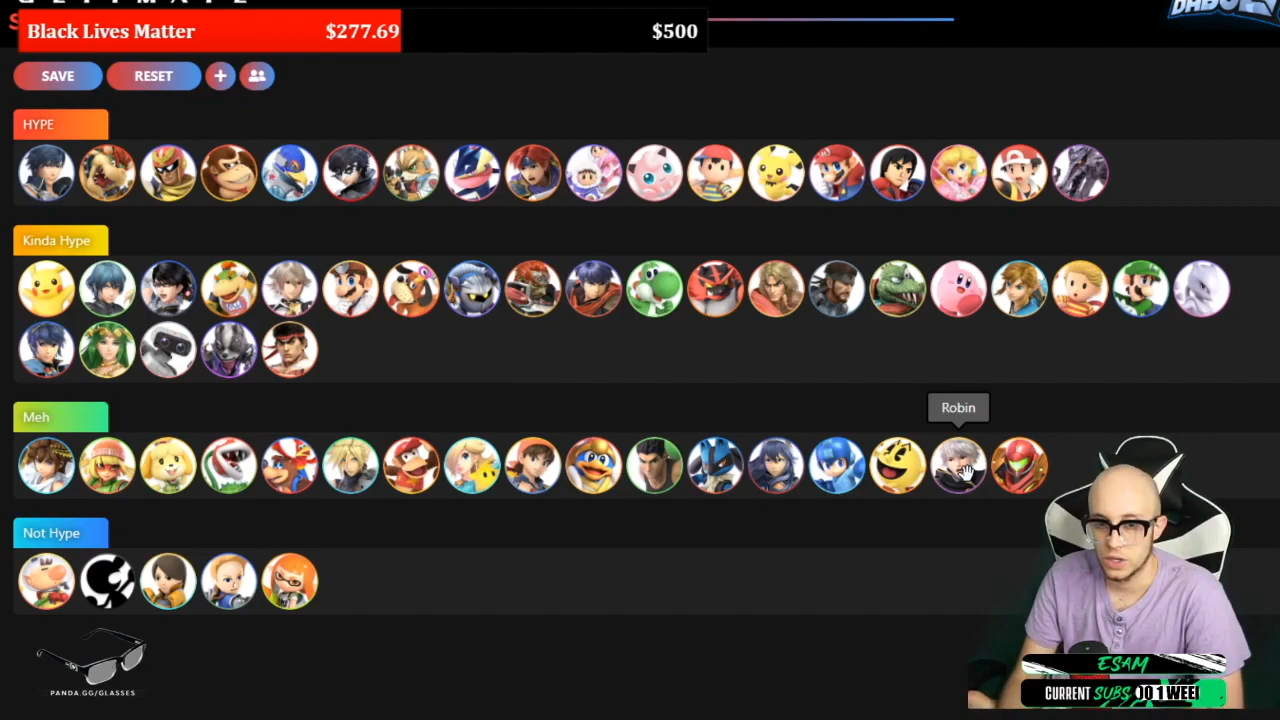 Black Lives Matter $277.69 $500
SAVE RESET +
HYPE
Kinda Hype
Meh
Robin
Not Hype
PANDA.GG/GLASSES
ESAM
CURRENT SUBS